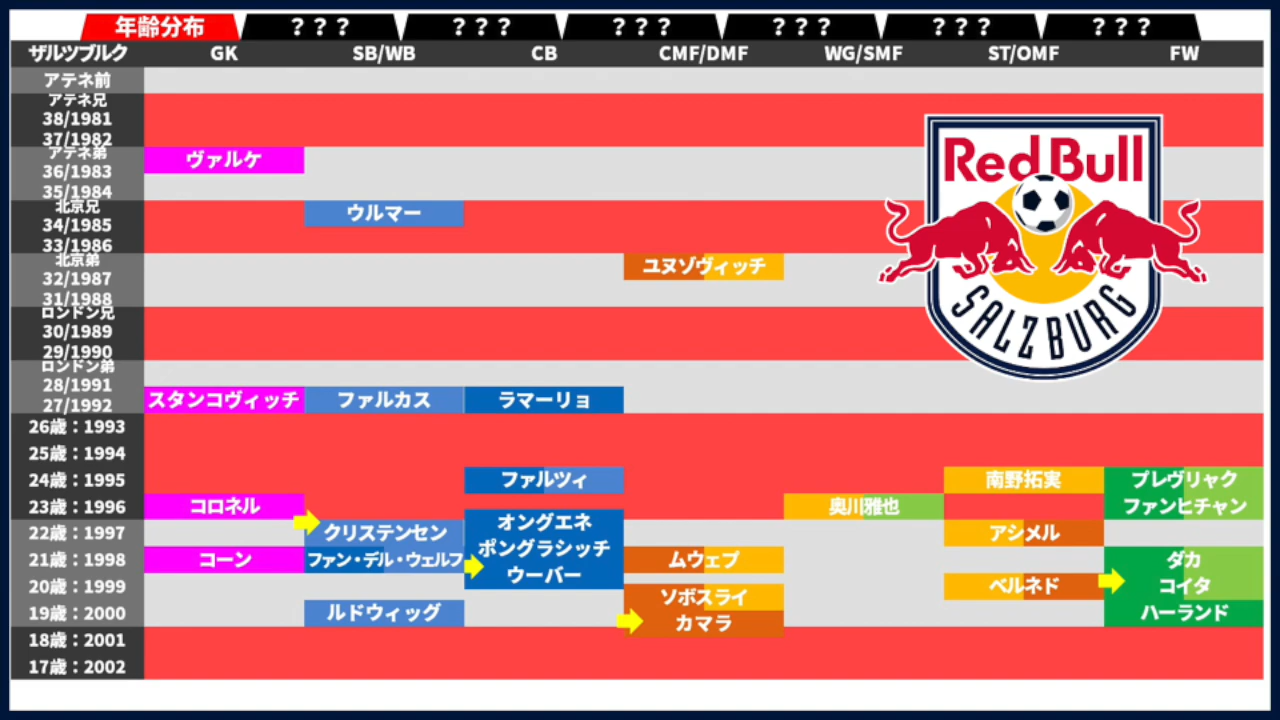 年齢分布 ??? ??? ??? ??? ??? ???
ザルツブルク GK SB/WB CB CMF/DMF WG/SMF ST/OMF FW
アテネ前
アテネ兄
38/1981
37/1982
アテネ弟
36/1983 ヴァルケ
35/1984
北京兄
34/1985 ウルマー
33/1986
北京弟
32/1987 ユヌゾヴィッチ
31/1988
ロンドン兄
30/1989
29/1990
ロンドン弟
28/1991
27/1992 スタンコヴィッチ ファルカス ラマーリョ
26歳：1993
25歳：1994
24歳：1995 ファルツィ 南野拓実 プレヴリャク
23歳：1996 コロネル オングエネ 奥川雅也 ファンヒチャン
22歳：1997 クリステンセン ポングラシッチ アシメル
21歳：1998 コーン ファン・デル・ウェルフ ウーバー ムウェプ ダカ
20歳：1999 ソボスライ ベルネド コイタ
19歳：2000 ルドウィッグ カマラ ハーランド
18歳：2001
17歳：2002
Red Bull
SALZBURG